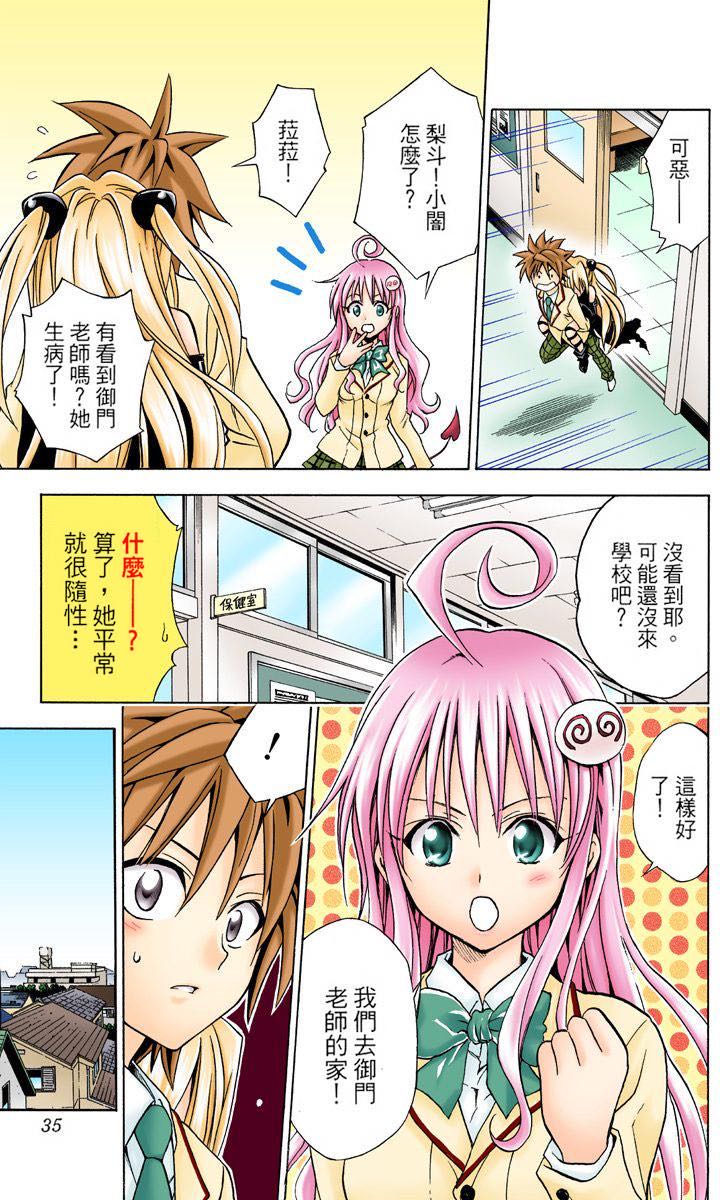 可惡——
梨斗！小闇
怎麼了？
菈菈！
有看到御門
老師嗎？她
生病了！
沒看到耶。
可能還沒來
學校吧？
保健室
什麼——？
算了，她平常
就很隨性…
這樣好
了！
我們去御門
老師的家！
！
35